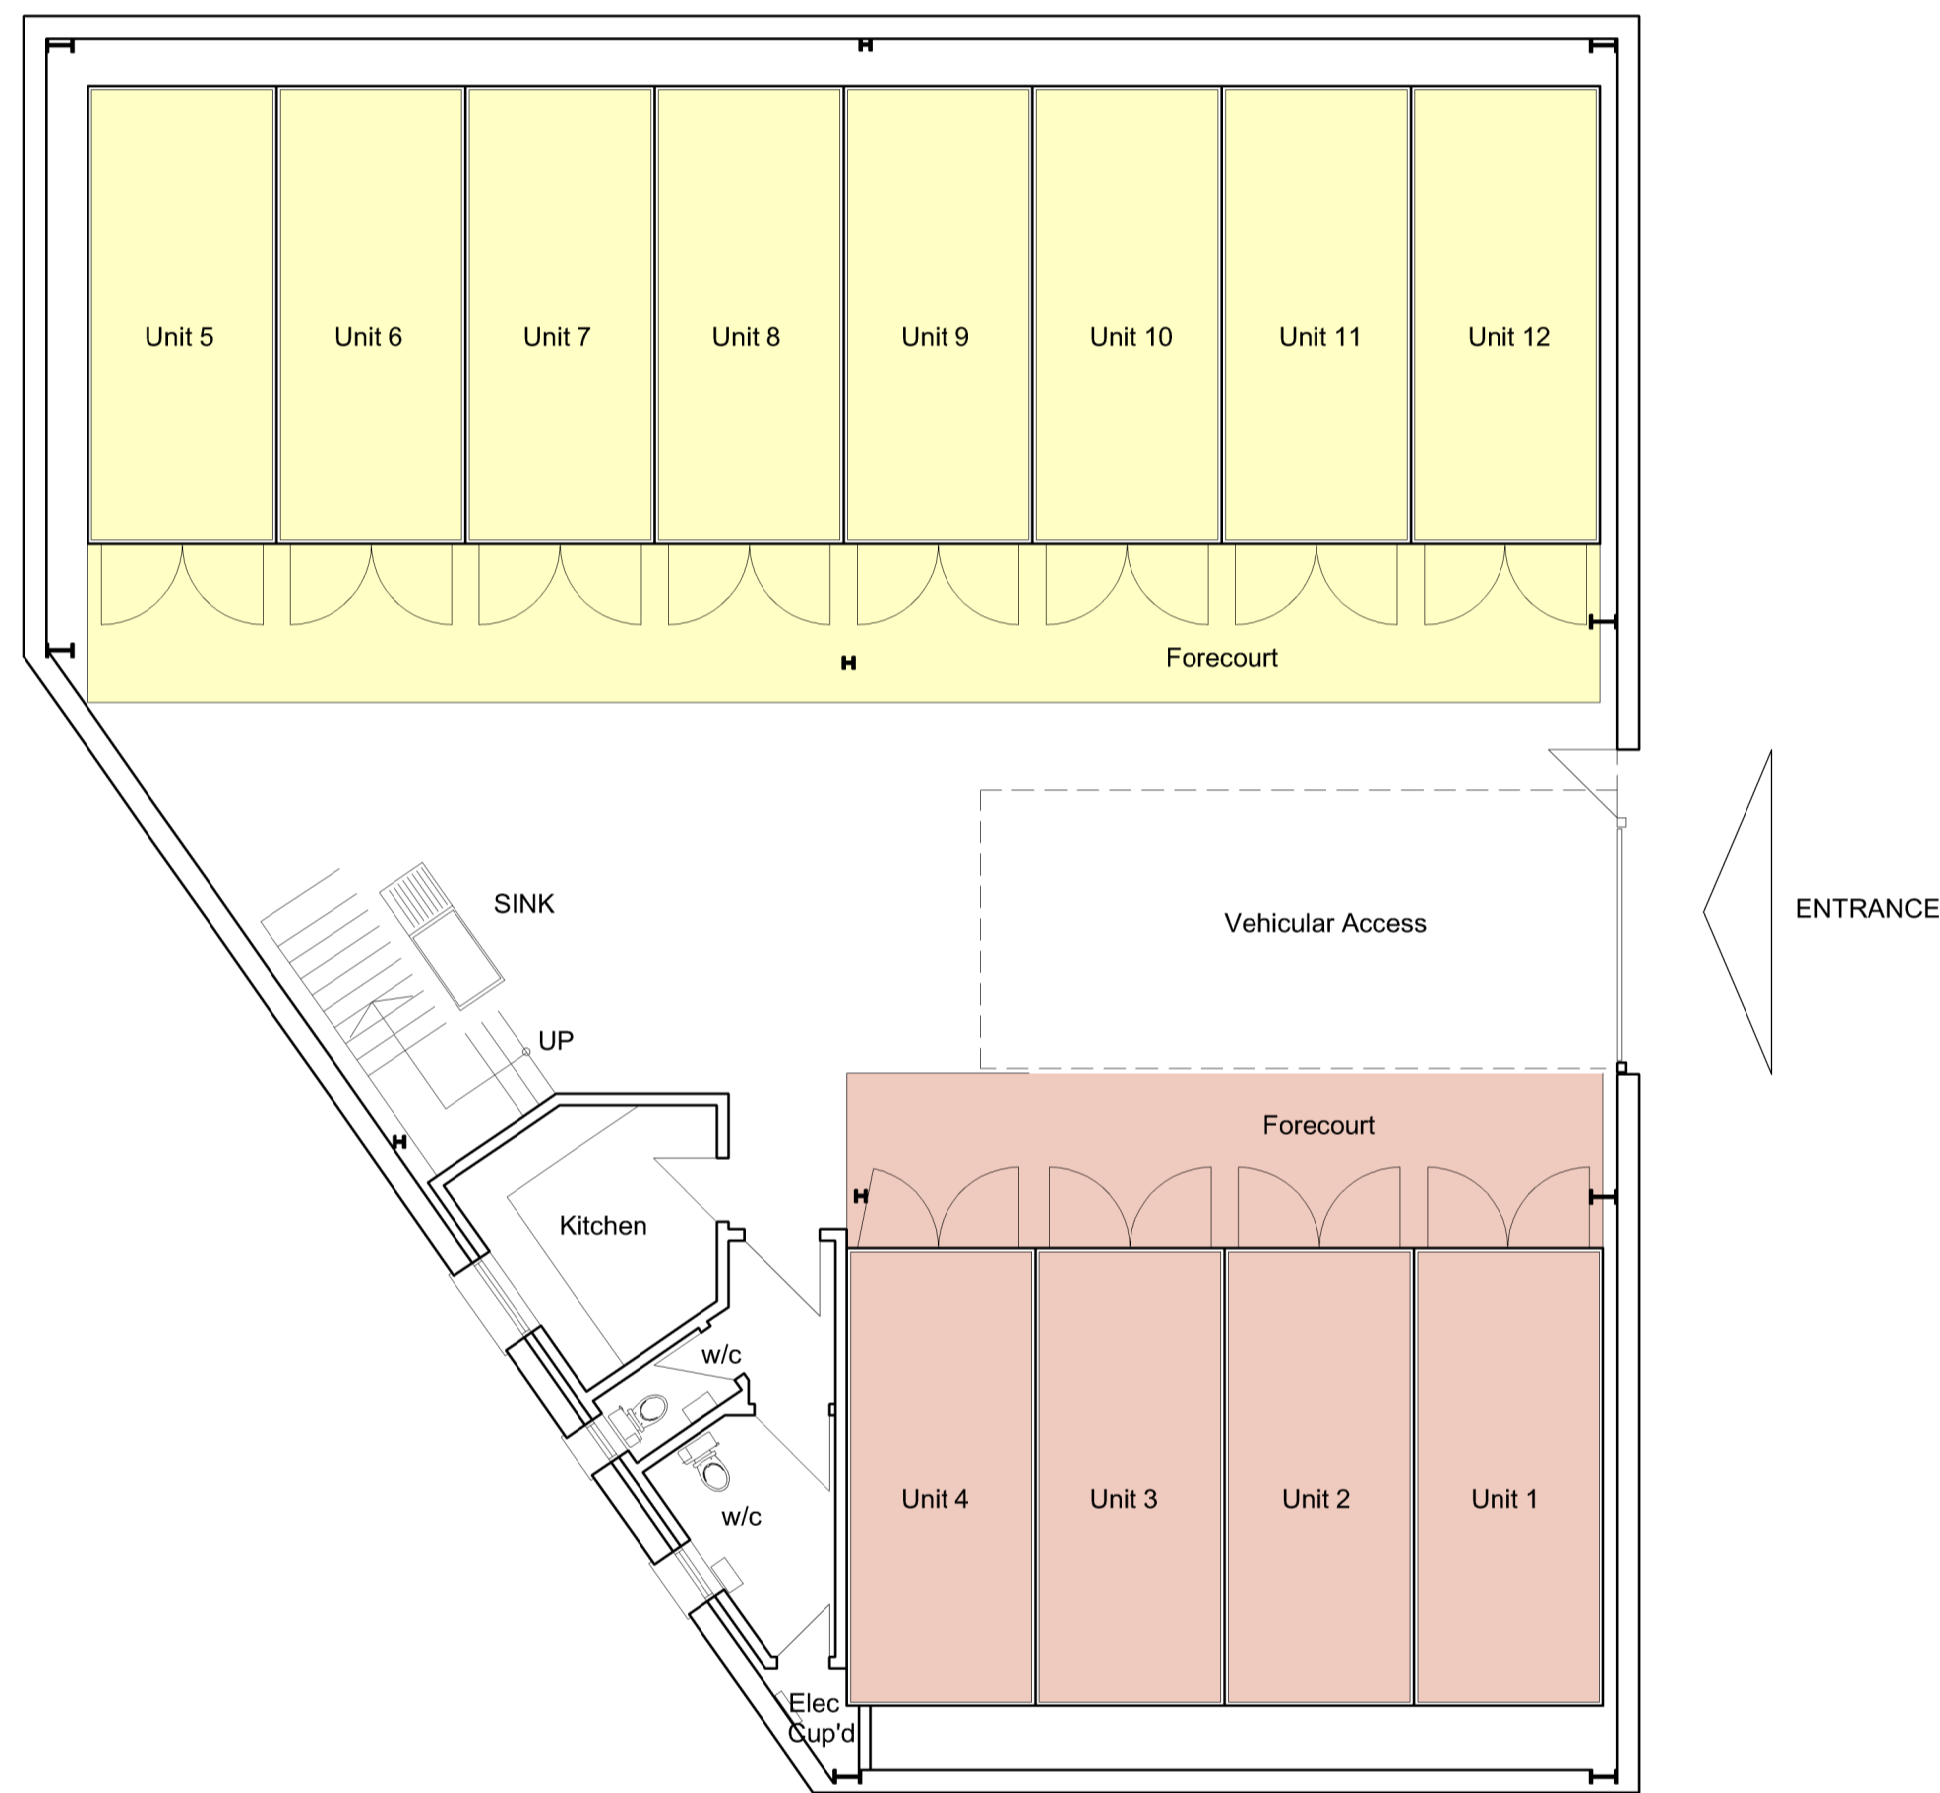 Unit 5
Unit 6
Unit 7
Unit 8
Unit 9
Unit 10
Unit 11
Unit 12
Forecourt
SINK
Vehicular Access
ENTRANCE
UP
Forecourt
Kitchen
w/c
Unit 4
Unit 3
Unit 2
Unit 1
w/c
Elec
Cup'd